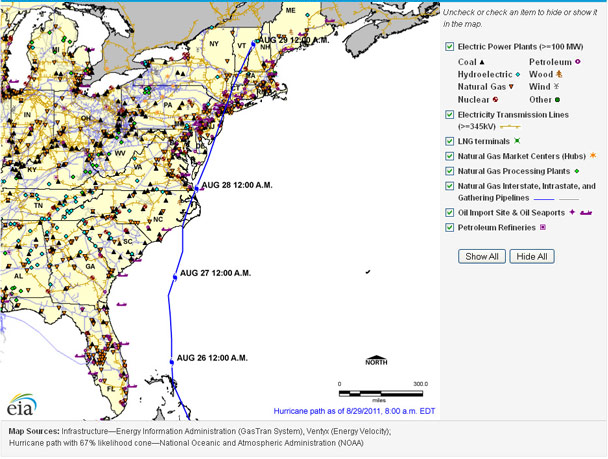 Uncheck or check an item to hide or show it
in the map.
Electric Power Plants (>=100 MW)
Coal
Petroleum
Hydroelectric
Wood
Natural Gas
Wind
Nuclear
Other
Electricity Transmission Lines
(>=345kV)
LNG terminals
Natural Gas Market Centers (Hubs)
Natural Gas Processing Plants
Natural Gas Interstate, Intrastate, and
Gathering Pipelines
Oil Import Site & Oil Seaports
Petroleum Refineries
Show All
Hide All
ME
AUG 29 12:00 A.M.
NY
VT
NH
MI
MA
PA
IN
OH
WV
KY
AUG 28 12:00 A.M.
TN
NC
SC
AL
GA
AUG 27 12:00 A.M.
AUG 26 12:00 A.M.
FL
NORTH
0
300.0
miles
eia
Hurricane path as of 8/29/2011, 8:00 a.m. EDT
Map Sources: Infrastructure—Energy Information Administration (GasTran System), Ventyx (Energy Velocity);
Hurricane path with 67% likelihood cone—National Oceanic and Atmospheric Administration (NOAA)